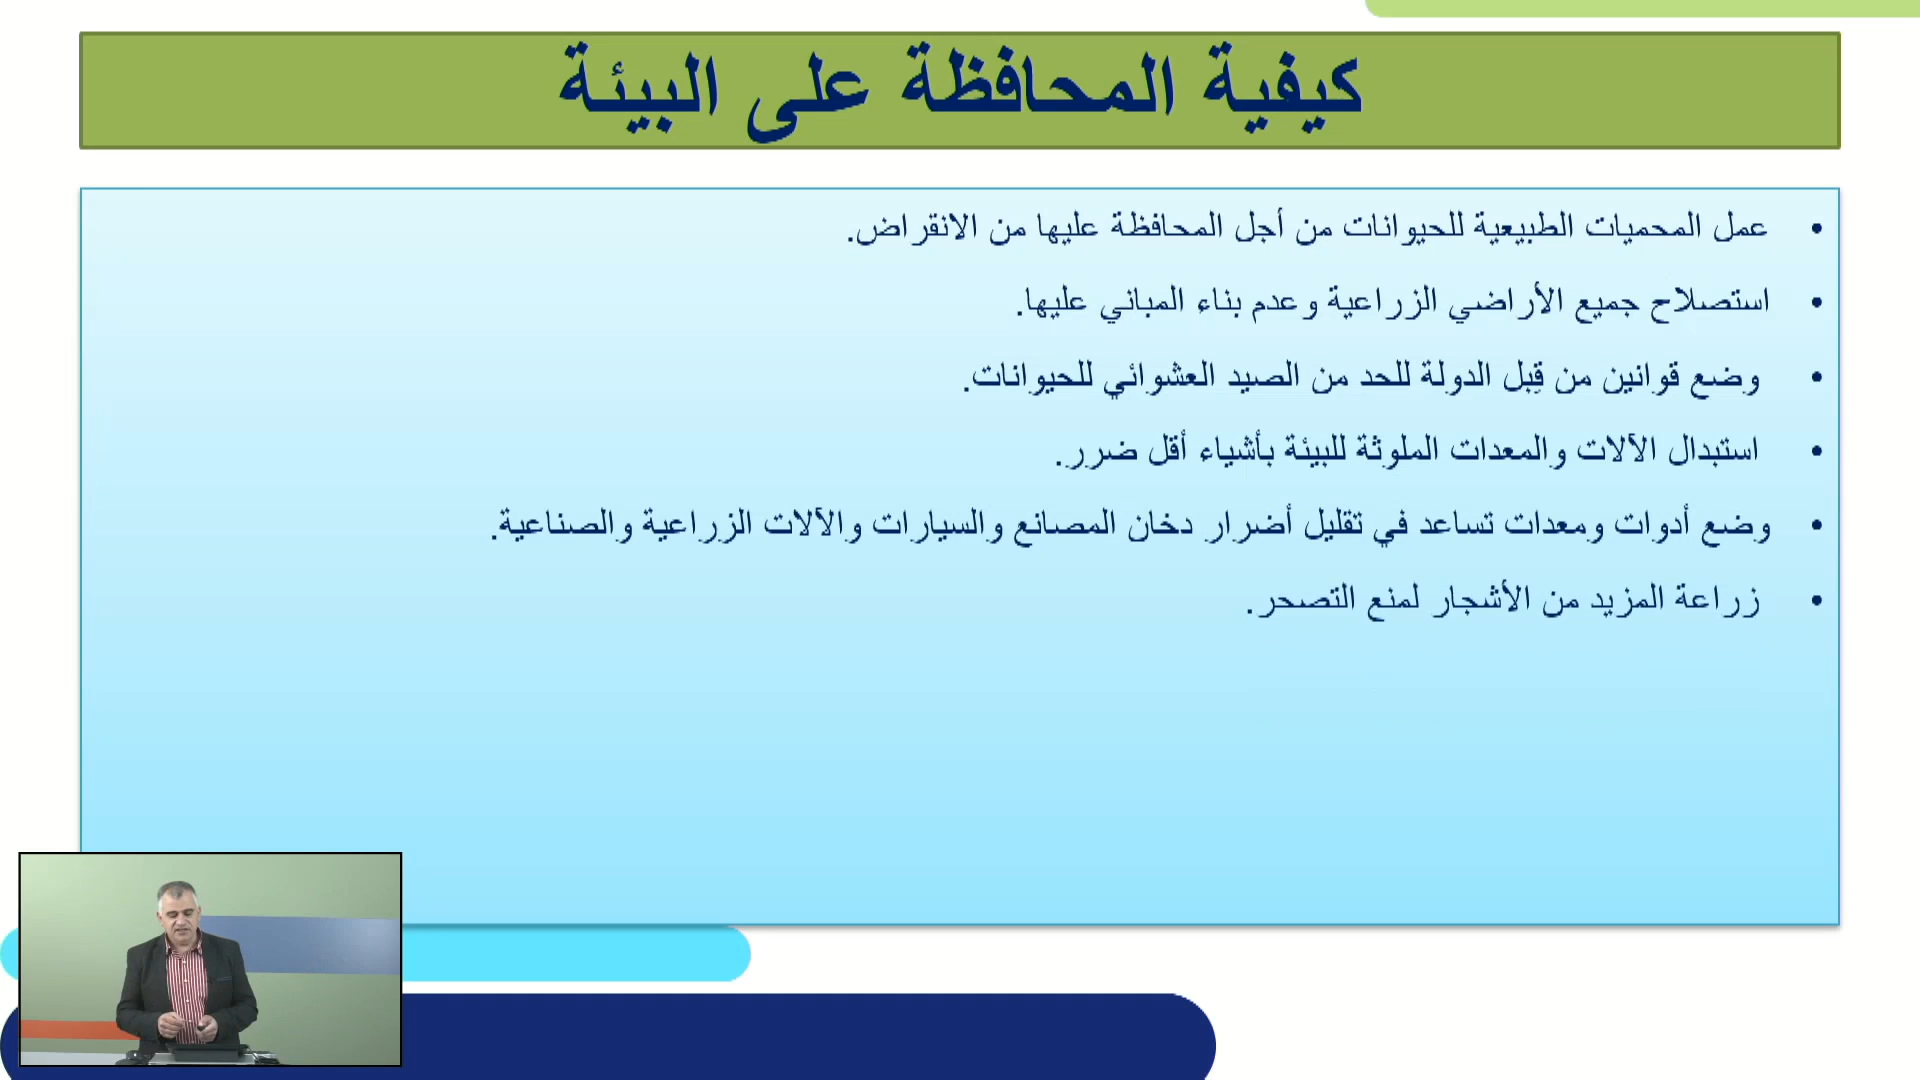 كيفية المحافظة على البيئة
• عمل المحميات الطبيعية للحيوانات من أجل المحافظة عليها من الانقراض.
• استصلاح جميع الأراضي الزراعية وعدم بناء المباني عليها.
• وضع قوانين من قِبل الدولة للحد من الصيد العشوائي للحيوانات.
• استبدال الآلات والمعدات الملوثة للبيئة بأشياء أقل ضرر.
• وضع أدوات ومعدات تساعد في تقليل أضرار دخان المصانع والسيارات والآلات الزراعية والصناعية.
• زراعة المزيد من الأشجار لمنع التصحر.